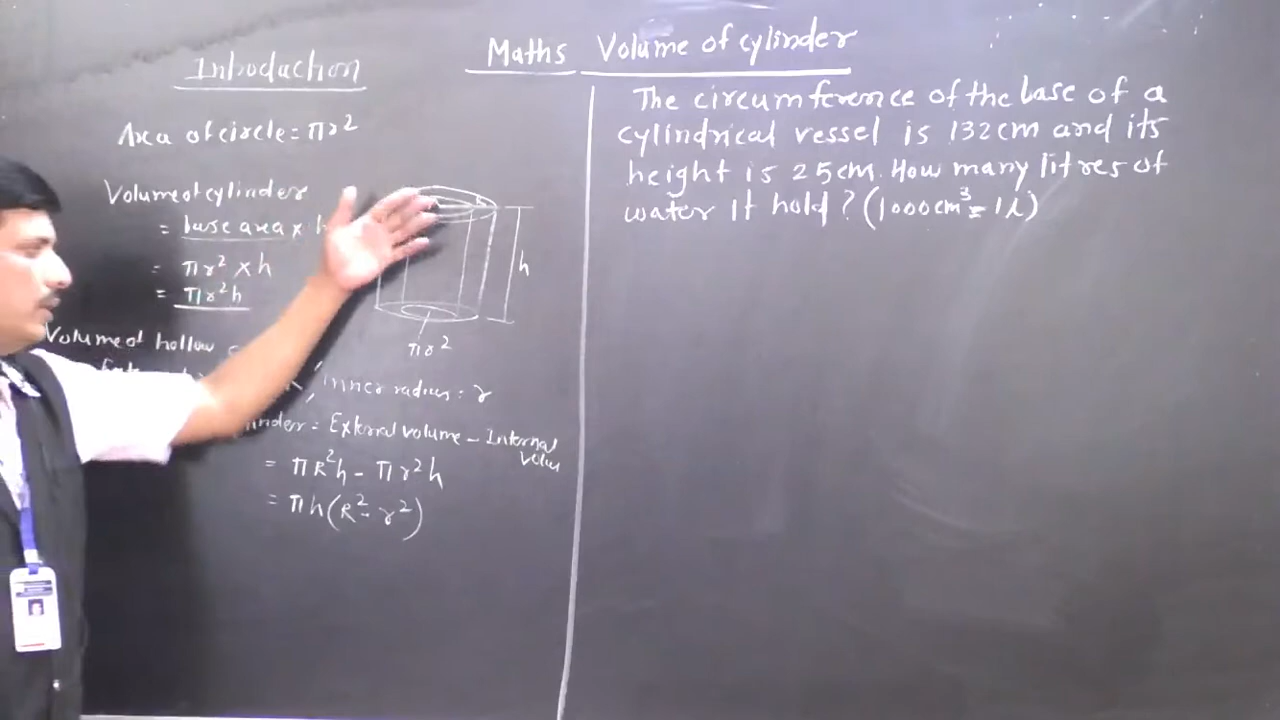 Maths Volume of cylinder
Introduction
Area of circle = πr²
Volume of cylinder
= base area × h
= πr² × h
= πr²h
h
πr²
Volume of hollow
inner radius = r
= External volume - Internal
= πR²h - πr²h
= πh(R² - r²)
The circumference of the base of a
cylindrical vessel is 132cm and its
height is 25cm. How many litres of
water it hold? (1000cm³ = 1l)